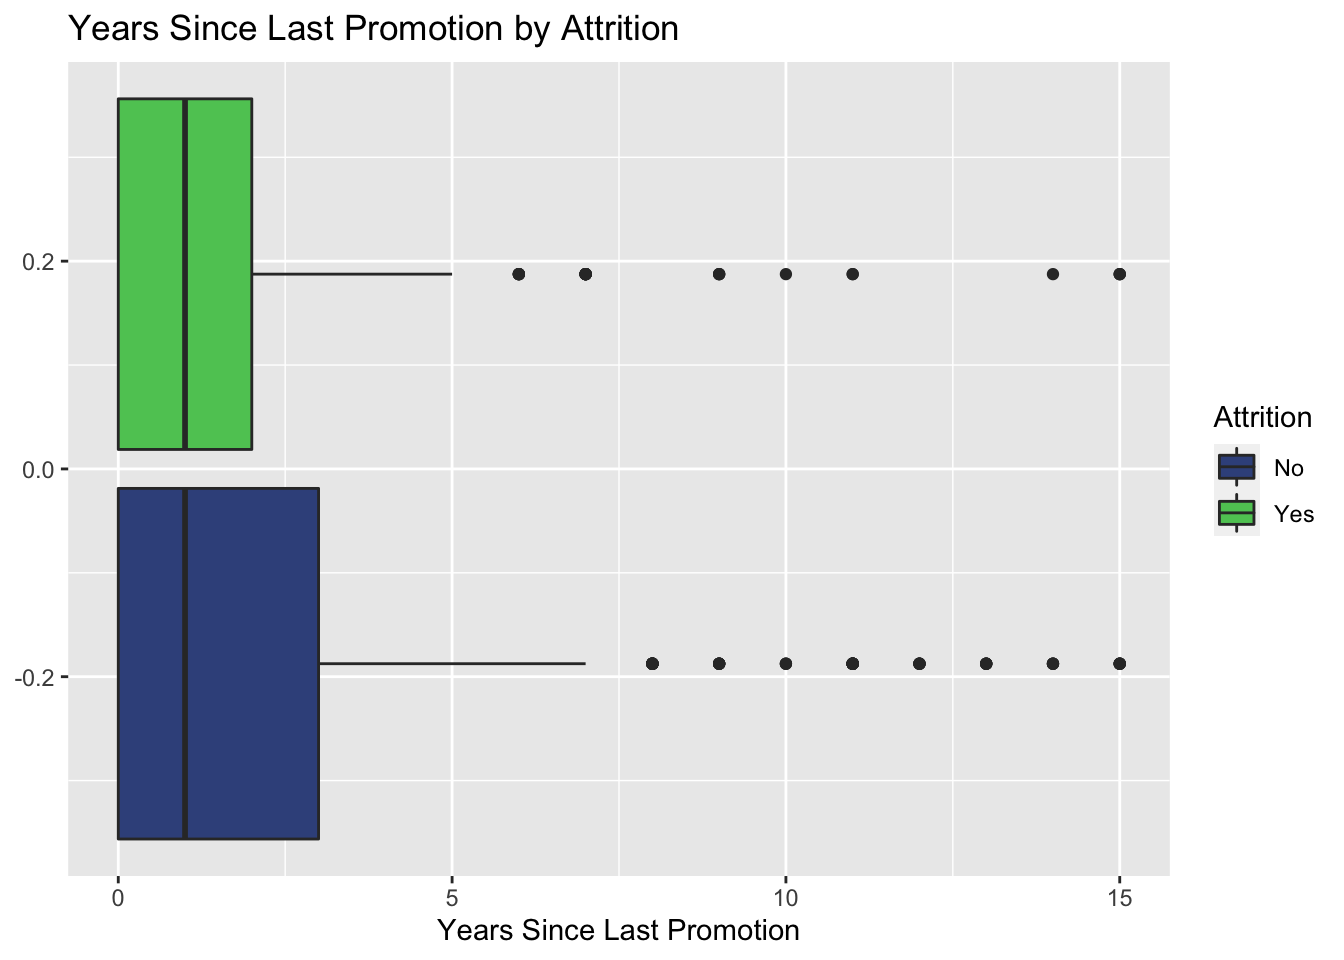 Years Since Last Promotion by Attrition
0.2
0.0
-0.2
0
5
10
15
Years Since Last Promotion
Attrition
No
Yes